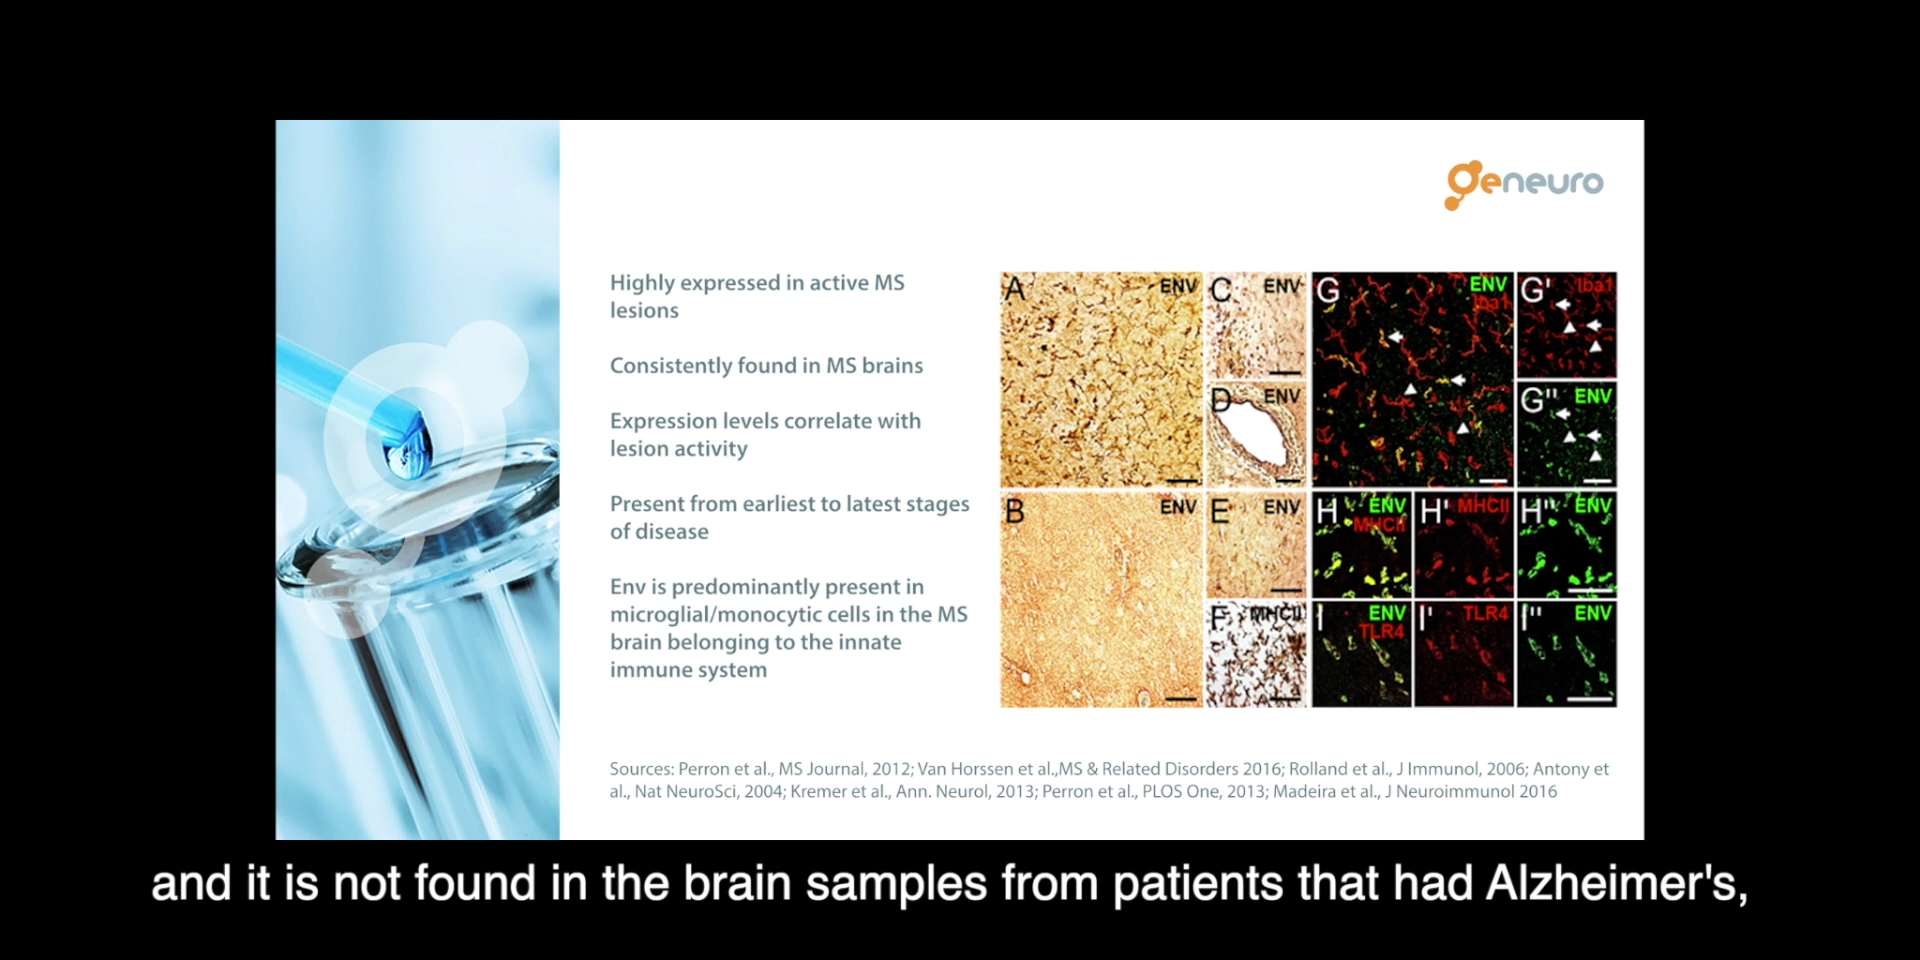 geneuro
Highly expressed in active MS
lesions
Consistently found in MS brains
Expression levels correlate with
lesion activity
Present from earliest to latest stages
of disease
Env is predominantly present in
microglial/monocytic cells in the MS
brain belonging to the innate
immune system
A ENV
C ENV
G ENV
Iba1
G' Iba1
D ENV
G" ENV
B ENV
E ENV
H ENV
MHCII
H' MHCII
H" ENV
F MHCII
I ENV
TLR4
I' TLR4
I" ENV
Sources: Perron et al., MS Journal, 2012; Van Horssen et al.,MS & Related Disorders 2016; Rolland et al., J Immunol, 2006; Antony et
al., Nat NeuroSci, 2004; Kremer et al., Ann. Neurol, 2013; Perron et al., PLOS One, 2013; Madeira et al., J Neuroimmunol 2016
and it is not found in the brain samples from patients that had Alzheimer's,